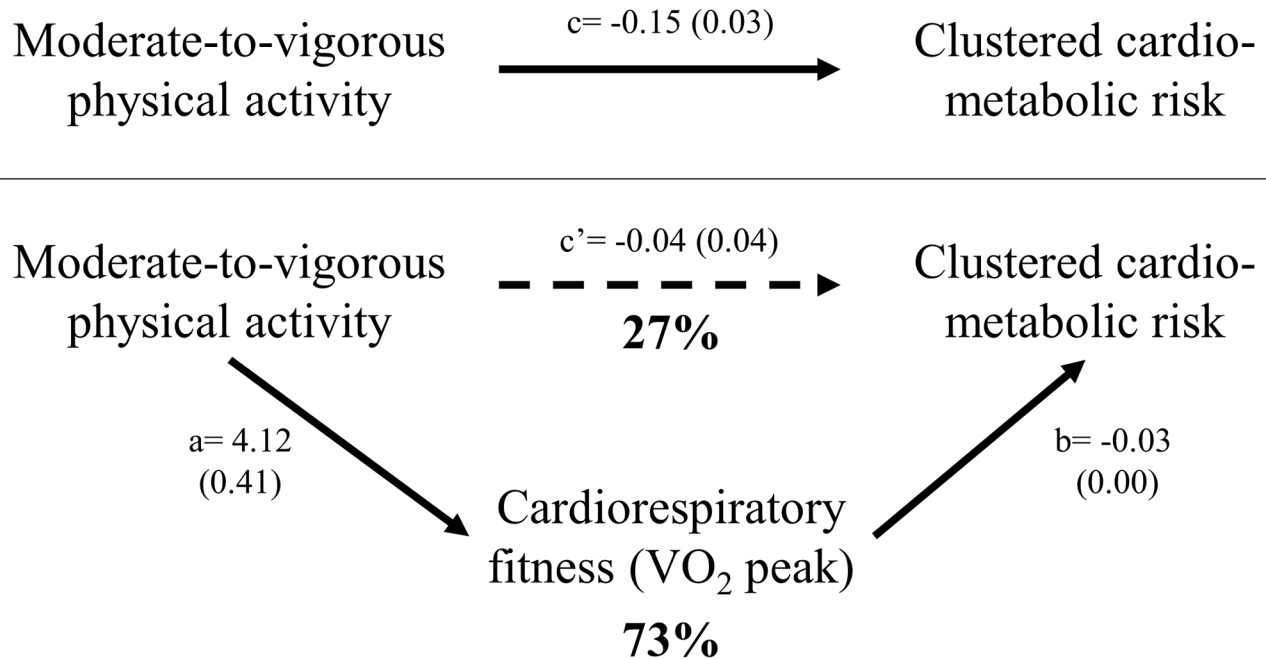 c= -0.15 (0.03)
Moderate-to-vigorous
physical activity
Clustered cardio-
metabolic risk
c’= -0.04 (0.04)
Moderate-to-vigorous
physical activity
27%
Clustered cardio-
metabolic risk
a= 4.12
(0.41)
b= -0.03
(0.00)
Cardiorespiratory
fitness (VO₂ peak)
73%